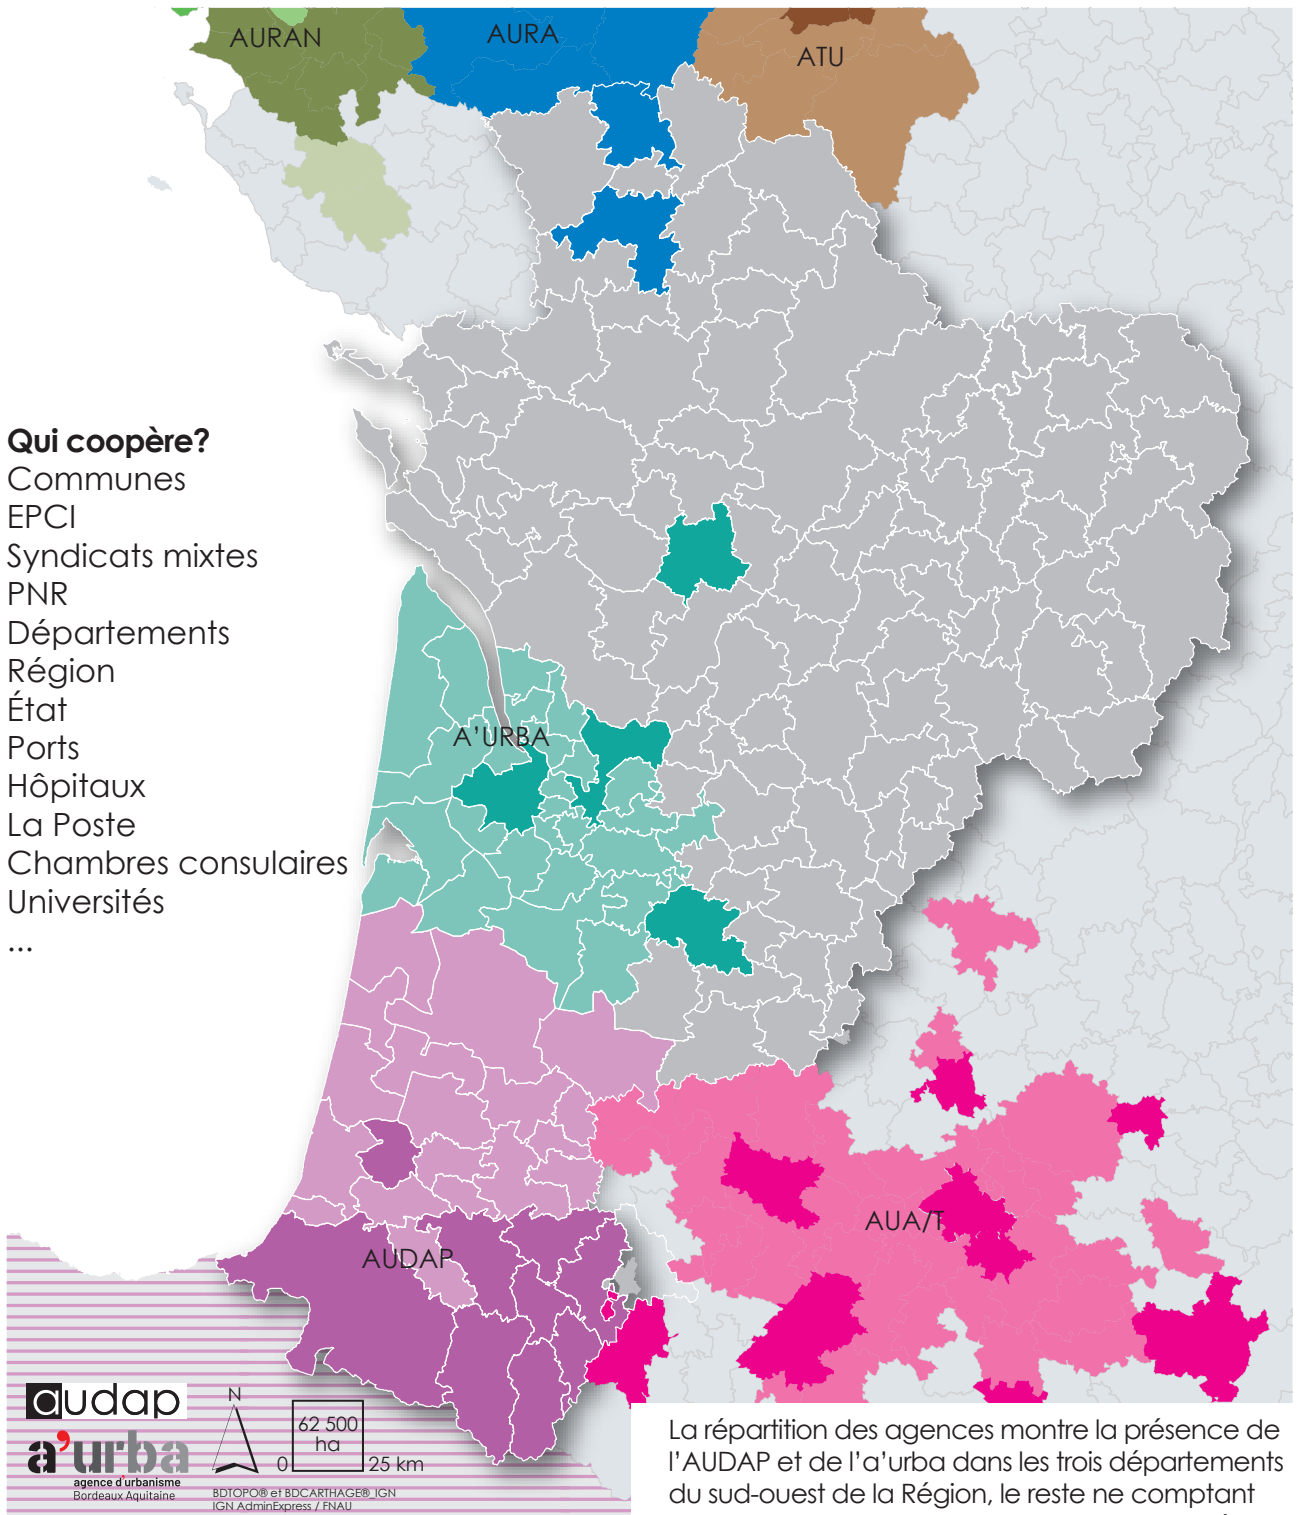 AURAN
AURA
ATU
Qui coopère?
Communes
EPCI
Syndicats mixtes
PNR
Départements
Région
État
Ports
Hôpitaux
La Poste
Chambres consulaires
Universités
...
A'URBA
AUA/T
AUDAP
audap
a'urba
agence d'urbanisme
Bordeaux Aquitaine
N
62 500
ha
0
25 km
BDTOPO® et BDCARTHAGE®_IGN
IGN AdminExpress / FNAU
La répartition des agences montre la présence de
l'AUDAP et de l'a'urba dans les trois départements
du sud-ouest de la Région, le reste ne comptant